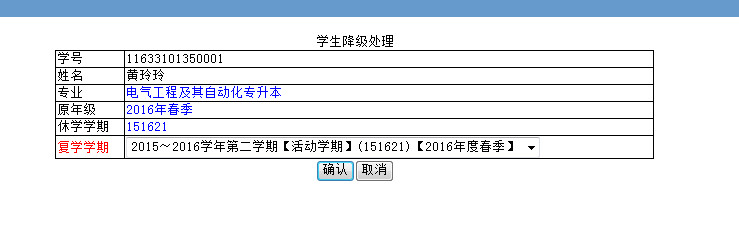 学生降级处理
学号 11633101350001
姓名 黄玲玲
专业 电气工程及其自动化专升本
原年级 2016年春季
休学学期 151621
复学学期 2015～2016学年第二学期【活动学期】(151621)【2016年度春季】
确认 取消